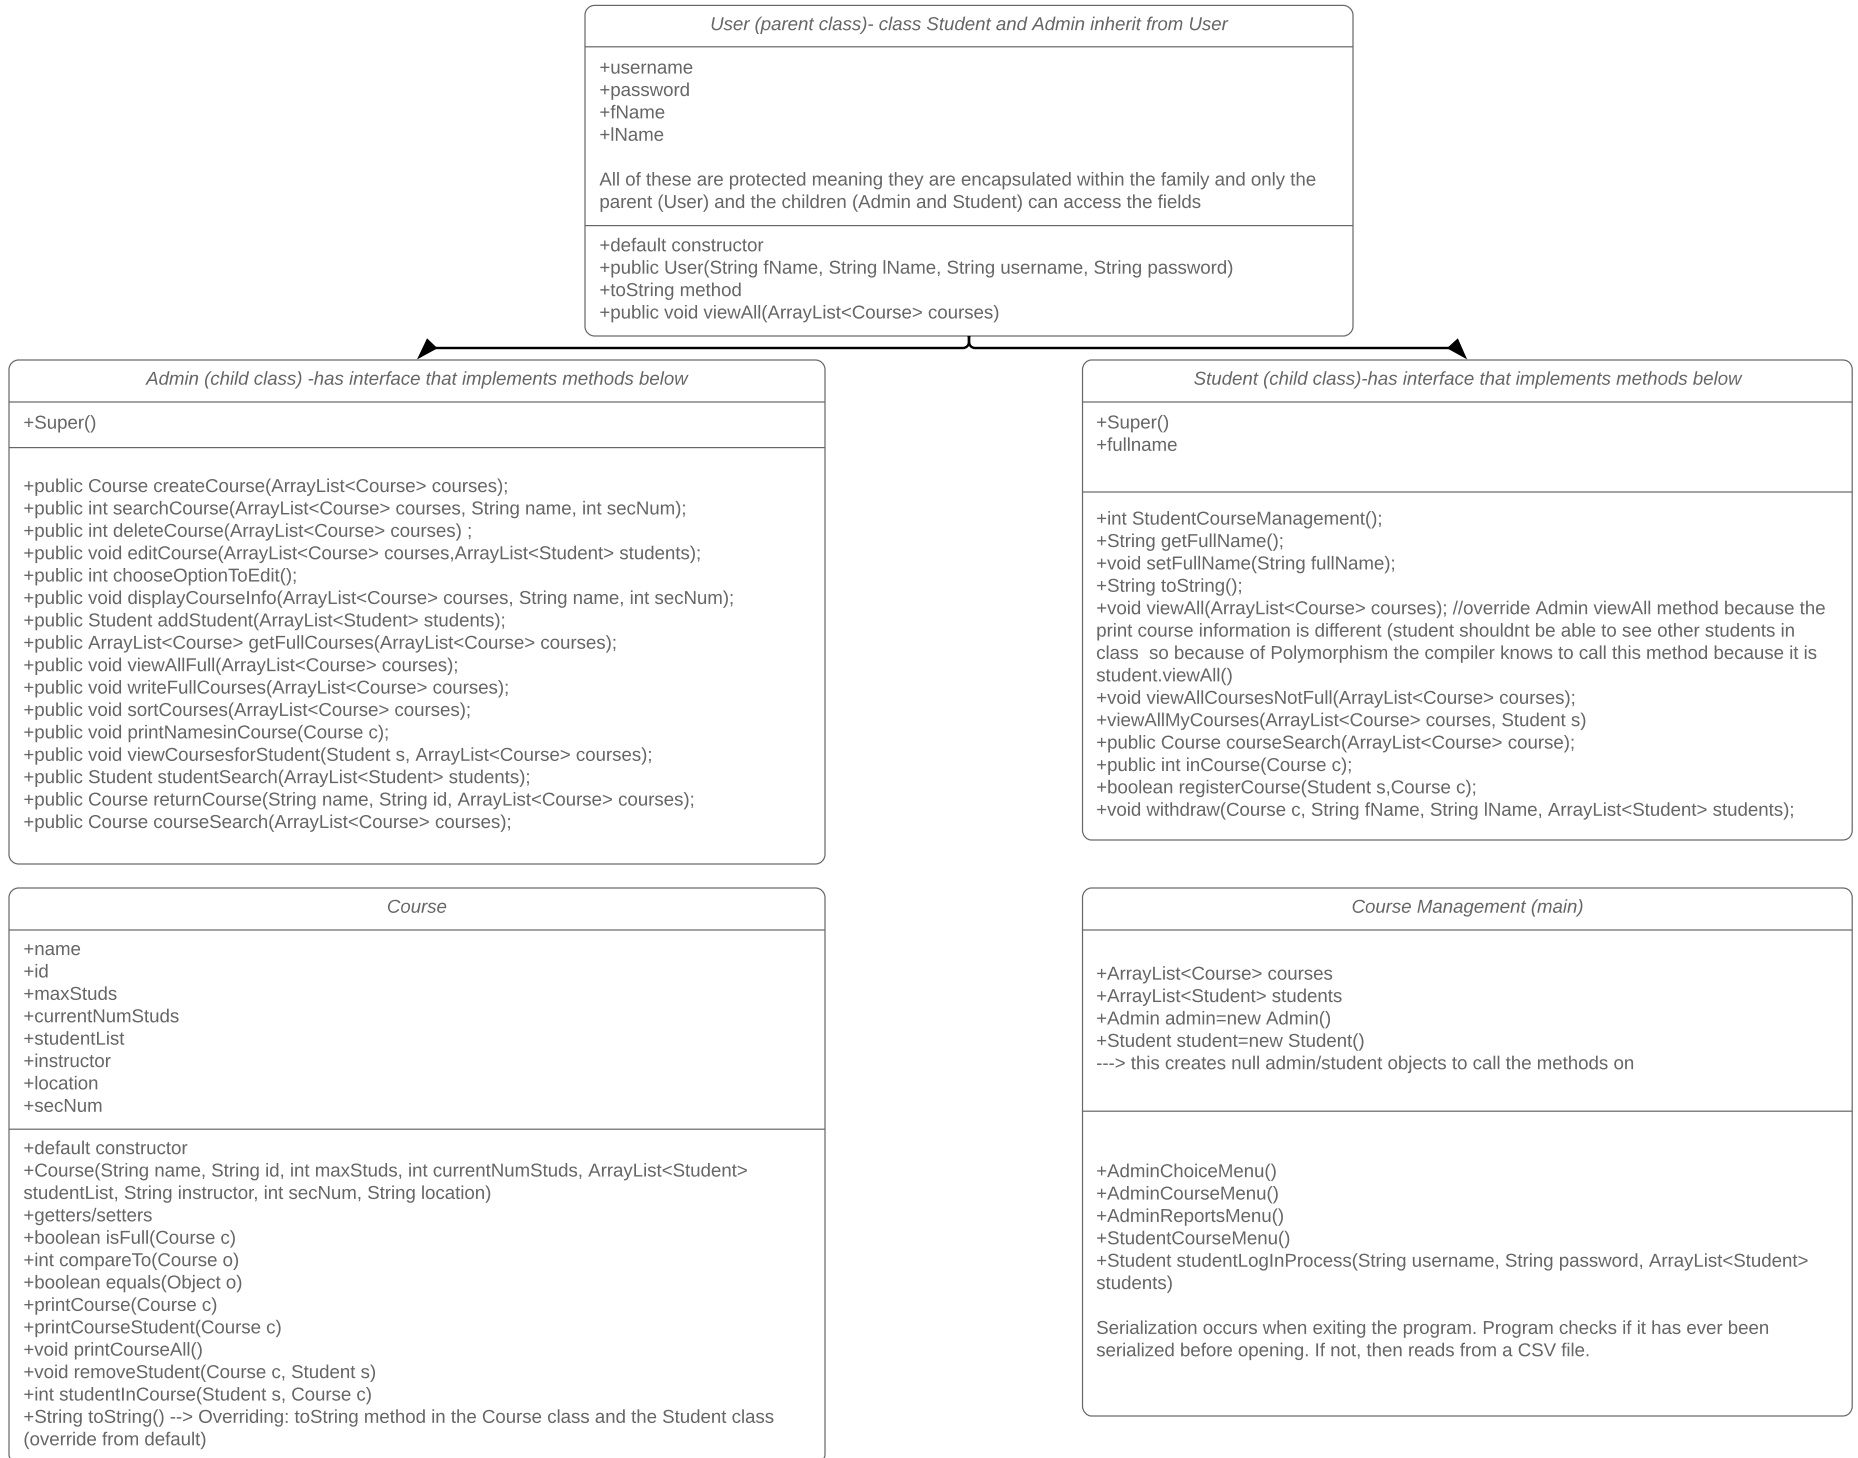 User (parent class)- class Student and Admin inherit from User
+username
+password
+fName
+lName
All of these are protected meaning they are encapsulated within the family and only the
parent (User) and the children (Admin and Student) can access the fields
+default constructor
+public User(String fName, String lName, String username, String password)
+toString method
+public void viewAll(ArrayList<Course> courses)
Admin (child class) -has interface that implements methods below
+Super()
+public Course createCourse(ArrayList<Course> courses);
+public int searchCourse(ArrayList<Course> courses, String name, int secNum);
+public int deleteCourse(ArrayList<Course> courses) ;
+public void editCourse(ArrayList<Course> courses,ArrayList<Student> students);
+public int chooseOptionToEdit();
+public void displayCourseInfo(ArrayList<Course> courses, String name, int secNum);
+public Student addStudent(ArrayList<Student> students);
+public ArrayList<Course> getFullCourses(ArrayList<Course> courses);
+public void viewAllFull(ArrayList<Course> courses);
+public void writeFullCourses(ArrayList<Course> courses);
+public void sortCourses(ArrayList<Course> courses);
+public void printNamesinCourse(Course c);
+public void viewCoursesforStudent(Student s, ArrayList<Course> courses);
+public Student studentSearch(ArrayList<Student> students);
+public Course returnCourse(String name, String id, ArrayList<Course> courses);
+public Course courseSearch(ArrayList<Course> courses);
Student (child class)-has interface that implements methods below
+Super()
+fullname
+int StudentCourseManagement();
+String getFullName();
+void setFullName(String fullName);
+String toString();
+void viewAll(ArrayList<Course> courses); //override Admin viewAll method because the
print course information is different (student shouldnt be able to see other students in
class  so because of Polymorphism the compiler knows to call this method because it is
student.viewAll()
+void viewAllCoursesNotFull(ArrayList<Course> courses);
+viewAllMyCourses(ArrayList<Course> courses, Student s)
+public Course courseSearch(ArrayList<Course> course);
+public int inCourse(Course c);
+boolean registerCourse(Student s,Course c);
+void withdraw(Course c, String fName, String lName, ArrayList<Student> students);
Course
+name
+id
+maxStuds
+currentNumStuds
+studentList
+instructor
+location
+secNum
+default constructor
+Course(String name, String id, int maxStuds, int currentNumStuds, ArrayList<Student>
studentList, String instructor, int secNum, String location)
+getters/setters
+boolean isFull(Course c)
+int compareTo(Course o)
+boolean equals(Object o)
+printCourse(Course c)
+printCourseStudent(Course c)
+void printCourseAll()
+void removeStudent(Course c, Student s)
+int studentInCourse(Student s, Course c)
+String toString() --> Overriding: toString method in the Course class and the Student class
(override from default)
Course Management (main)
+ArrayList<Course> courses
+ArrayList<Student> students
+Admin admin=new Admin()
+Student student=new Student()
---> this creates null admin/student objects to call the methods on
+AdminChoiceMenu()
+AdminCourseMenu()
+AdminReportsMenu()
+StudentCourseMenu()
+Student studentLogInProcess(String username, String password, ArrayList<Student>
students)
Serialization occurs when exiting the program. Program checks if it has ever been
serialized before opening. If not, then reads from a CSV file.